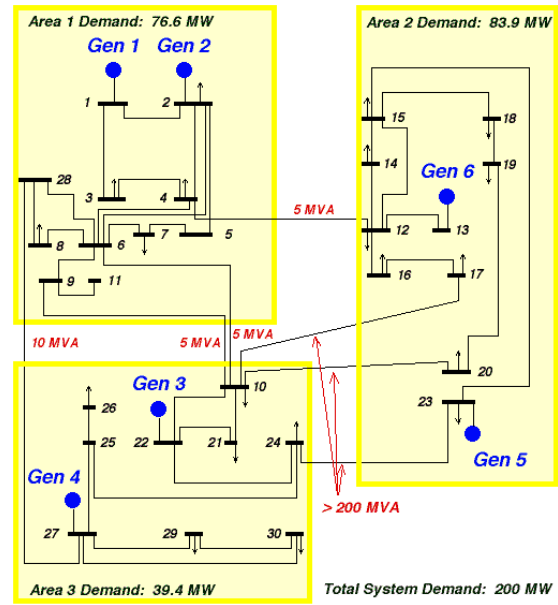 Area 1 Demand: 76.6 MW
Gen 1
Gen 2
1
2
3
4
28
8
6
7
5
9
11
10 MVA
5 MVA
5 MVA
5 MVA
Area 2 Demand: 83.9 MW
15
18
14
19
Gen 6
12
13
16
17
20
23
Gen 5
10
Gen 3
26
22
21
24
25
Gen 4
> 200 MVA
27
29
30
Area 3 Demand: 39.4 MW
Total System Demand: 200 MW